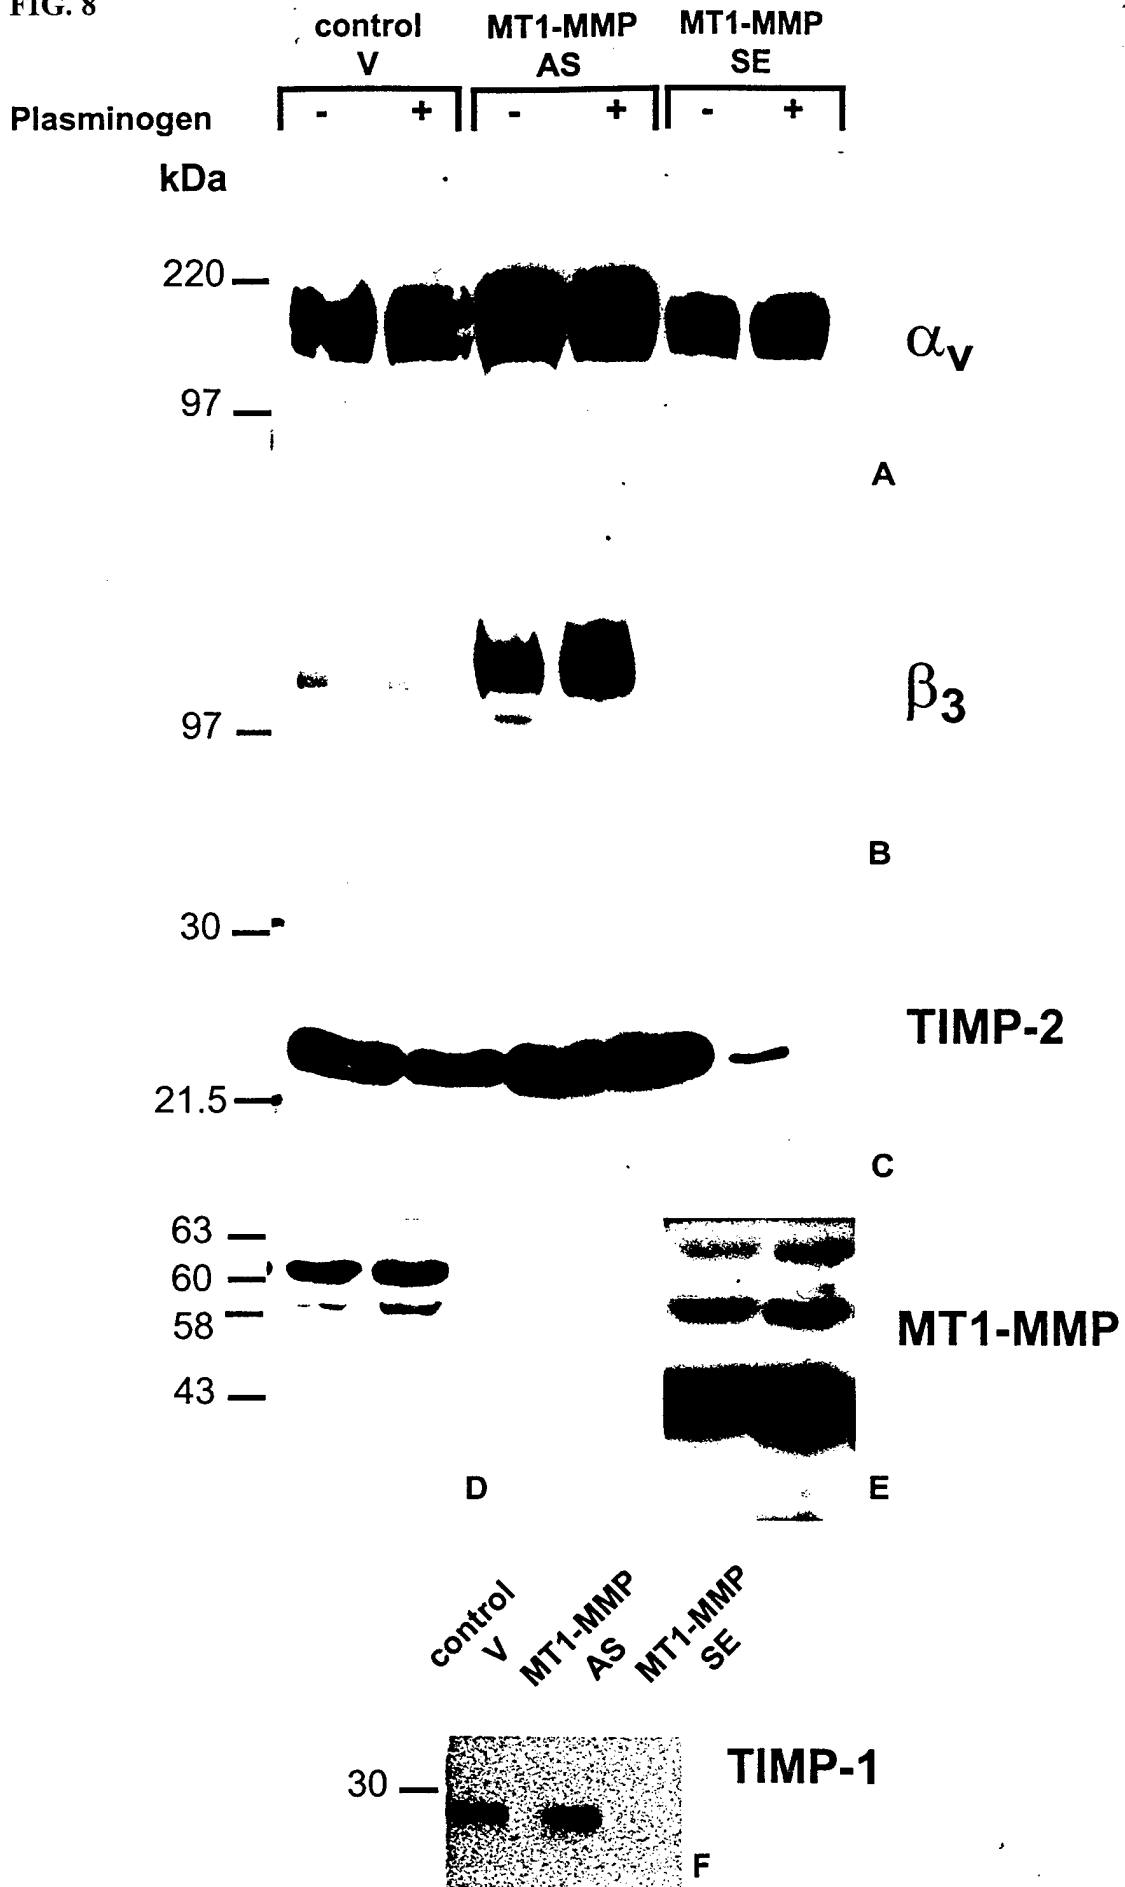 FIG. 8
control MT1-MMP MT1-MMP
V AS SE
Plasminogen - + - + - +
kDa
220
αv
97
A
β3
97
B
30
TIMP-2
21.5
C
63
60
58
MT1-MMP
43
D E
control V
MT1-MMP AS
MT1-MMP SE
TIMP-1
30
F